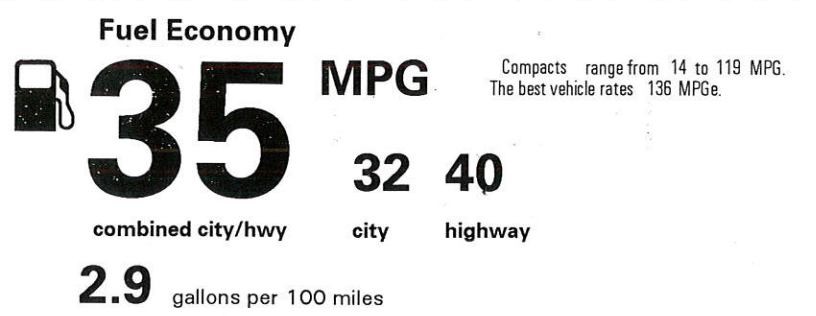 Fuel Economy
35 MPG
Compacts range from 14 to 119 MPG.
The best vehicle rates 136 MPGe.
32 40
combined city/hwy city highway
2.9 gallons per 100 miles